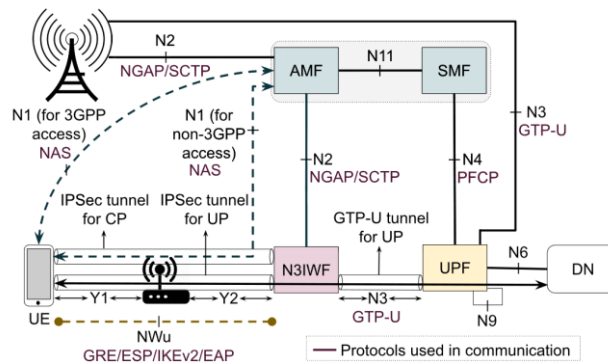 N2
NGAP/SCTP
AMF
N11
SMF
N1 (for 3GPP
access)
NAS
N1 (for
non-3GPP
access)
NAS
N3
GTP-U
N2
NGAP/SCTP
N4
PFCP
IPSec tunnel
for CP
IPSec tunnel
for UP
GTP-U tunnel
for UP
N3IWF
UPF
N6
DN
Y1
Y2
N3
GTP-U
N9
UE
NWu
GRE/ESP/IKEv2/EAP
Protocols used in communication